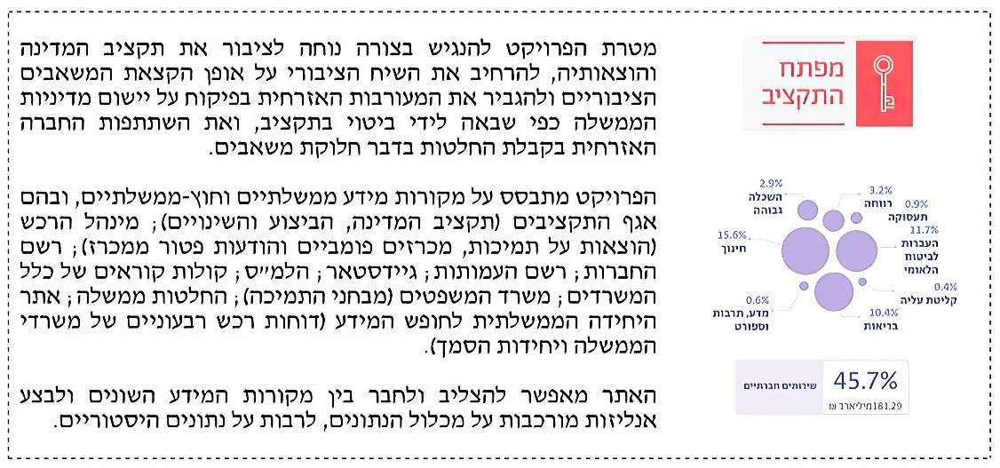 מפתח
התקציב
מטרת הפרויקט להנגיש בצורה נוחה לציבור את תקציב המדינה
והוצאותיה, להרחיב את השיח הציבורי על אופן הקצאת המשאבים
הציבוריים ולהגביר את המעורבות האזרחית בפיקוח על יישום מדיניות
הממשלה כפי שבאה לידי ביטוי בתקציב, ואת השתתפות החברה
האזרחית בקבלת החלטות בדבר חלוקת משאבים.
הפרויקט מתבסס על מקורות מידע ממשלתיים וחוץ-ממשלתיים, ובהם
אגף התקציבים (תקציב המדינה, הביצוע והשינויים); מינהל הרכש
(הוצאות על תמיכות, מכרזים פומביים והודעות פטור ממכרז); רשם
החברות; רשם העמותות; גיידסטאר; הלמ״ס; קולות קוראים של כלל
המשרדים; משרד המשפטים (מבחני התמיכה); החלטות ממשלה; אתר
היחידה הממשלתית לחופש המידע (דוחות רכש רבעוניים של משרדי
הממשלה ויחידות הסמך).
האתר מאפשר להצליב ולחבר בין מקורות המידע השונים ולבצע
אנליזות מורכבות על מכלול הנתונים, לרבות על נתונים היסטוריים.
2.9%
השכלה
גבוהה
3.2%
רווחה
0.9%
תעסוקה
11.7%
העברות
לביטוח
הלאומי
15.6%
חינוך
0.4%
קליטת עליה
0.6%
מדע, תרבות
וספורט
10.4%
בריאות
45.7%
שירותים חברתיים
181.29מיליארד ₪